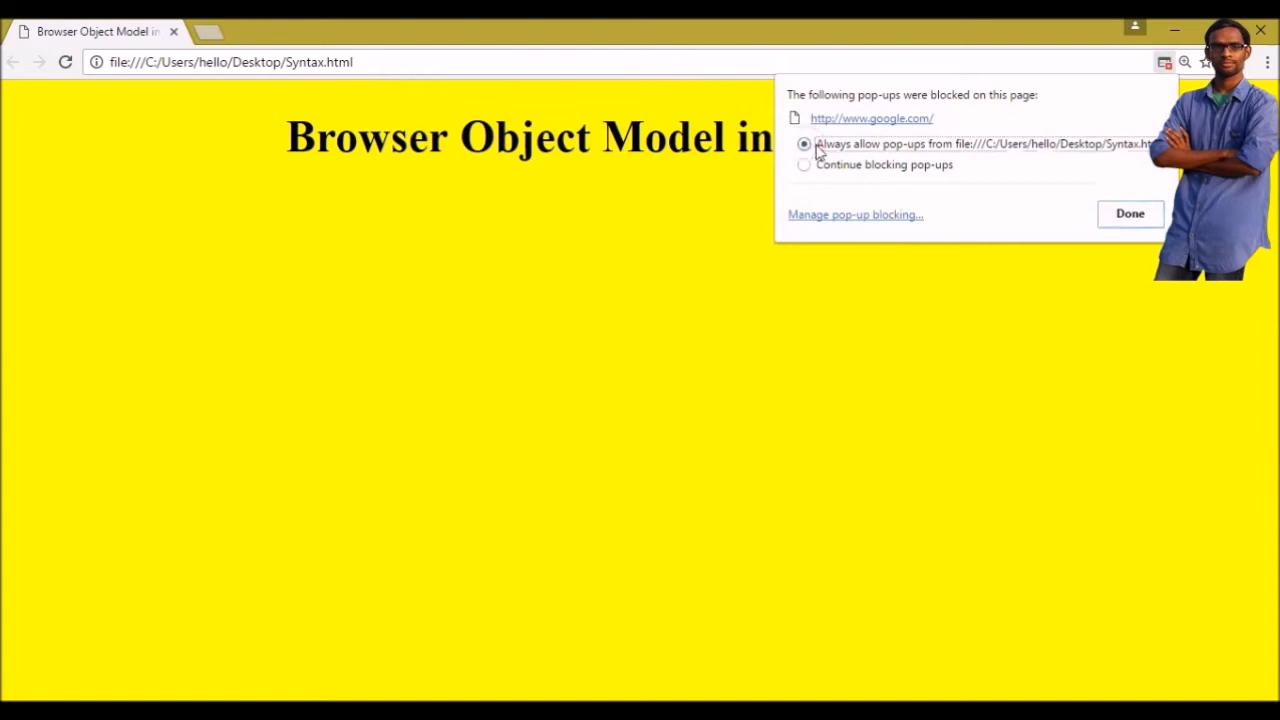 Browser Object Model in
file:///C:/Users/hello/Desktop/Syntax.html
Browser Object Model in
The following pop-ups were blocked on this page:
http://www.google.com/
Always allow pop-ups from file:///C:/Users/hello/Desktop/Syntax.ht
Continue blocking pop-ups
Manage pop-up blocking...
Done